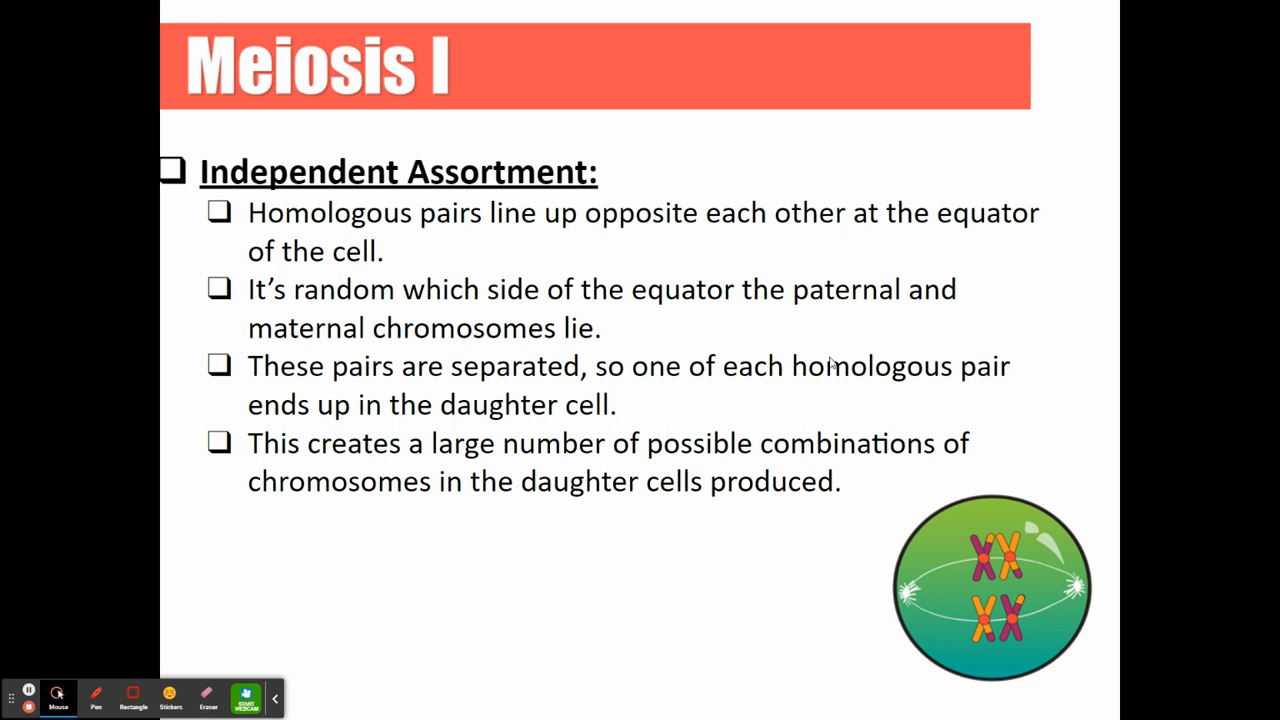 Meiosis I
Independent Assortment:
Homologous pairs line up opposite each other at the equator
of the cell.
It's random which side of the equator the paternal and
maternal chromosomes lie.
These pairs are separated, so one of each homologous pair
ends up in the daughter cell.
This creates a large number of possible combinations of
chromosomes in the daughter cells produced.
Mouse Pen Rectangle Stickers Eraser START WEBCAM